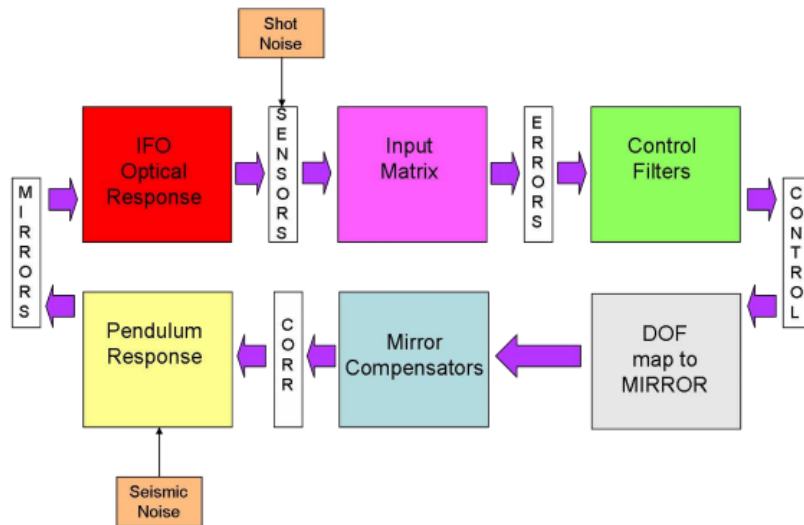 Shot
Noise
IFO
Optical
Response
SENSORS
Input
Matrix
ERRORS
Control
Filters
MIRRORS
CONTROL
Pendulum
Response
CORR
Mirror
Compensators
DOF
map to
MIRROR
Seismic
Noise